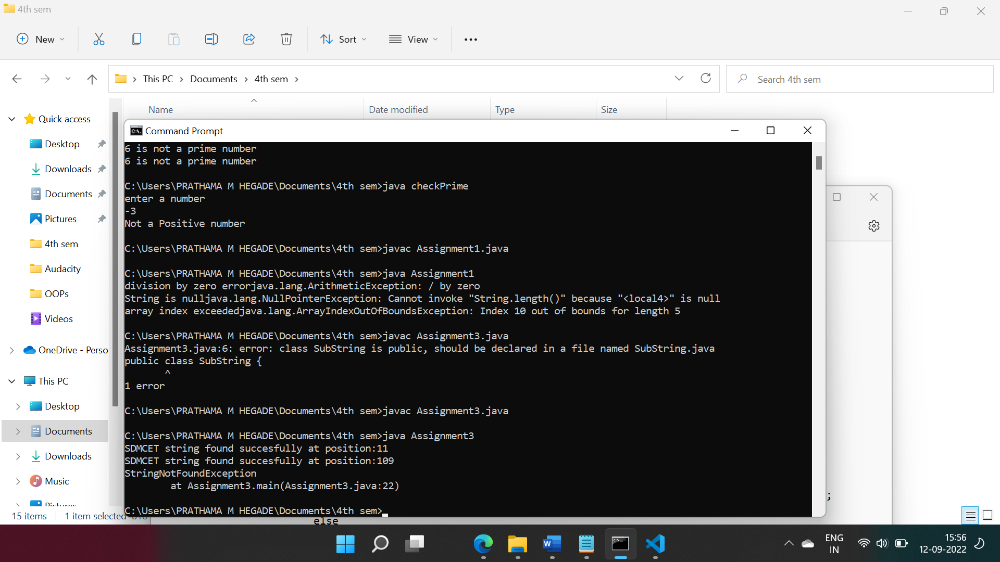 4th sem
New
Sort
View
This PC
Documents
4th sem
Search 4th sem
Name
Date modified
Type
Size
Quick access
Desktop
Downloads
Documents
Pictures
4th sem
Audacity
OOPs
Videos
OneDrive - Perso
This PC
Desktop
Documents
Downloads
Music
Pictures
15 items 1 item selected
Command Prompt
6 is not a prime number
6 is not a prime number
C:\Users\PRATHAMA M HEGADE\Documents\4th sem>java checkPrime
enter a number
-3
Not a Positive number
C:\Users\PRATHAMA M HEGADE\Documents\4th sem>javac Assignment1.java
C:\Users\PRATHAMA M HEGADE\Documents\4th sem>java Assignment1
division by zero errorjava.lang.ArithmeticException: / by zero
String is nulljava.lang.NullPointerException: Cannot invoke "String.length()" because "<local4>" is null
array index exceededjava.lang.ArrayIndexOutOfBoundsException: Index 10 out of bounds for length 5
C:\Users\PRATHAMA M HEGADE\Documents\4th sem>javac Assignment3.java
Assignment3.java:6: error: class SubString is public, should be declared in a file named SubString.java
public class SubString {
^
1 error
C:\Users\PRATHAMA M HEGADE\Documents\4th sem>javac Assignment3.java
C:\Users\PRATHAMA M HEGADE\Documents\4th sem>java Assignment3
SDMCET string found succesfully at position:11
SDMCET string found succesfully at position:109
StringNotFoundException
at Assignment3.main(Assignment3.java:22)
C:\Users\PRATHAMA M HEGADE\Documents\4th sem>
;
else
ENG
IN
15:56
12-09-2022